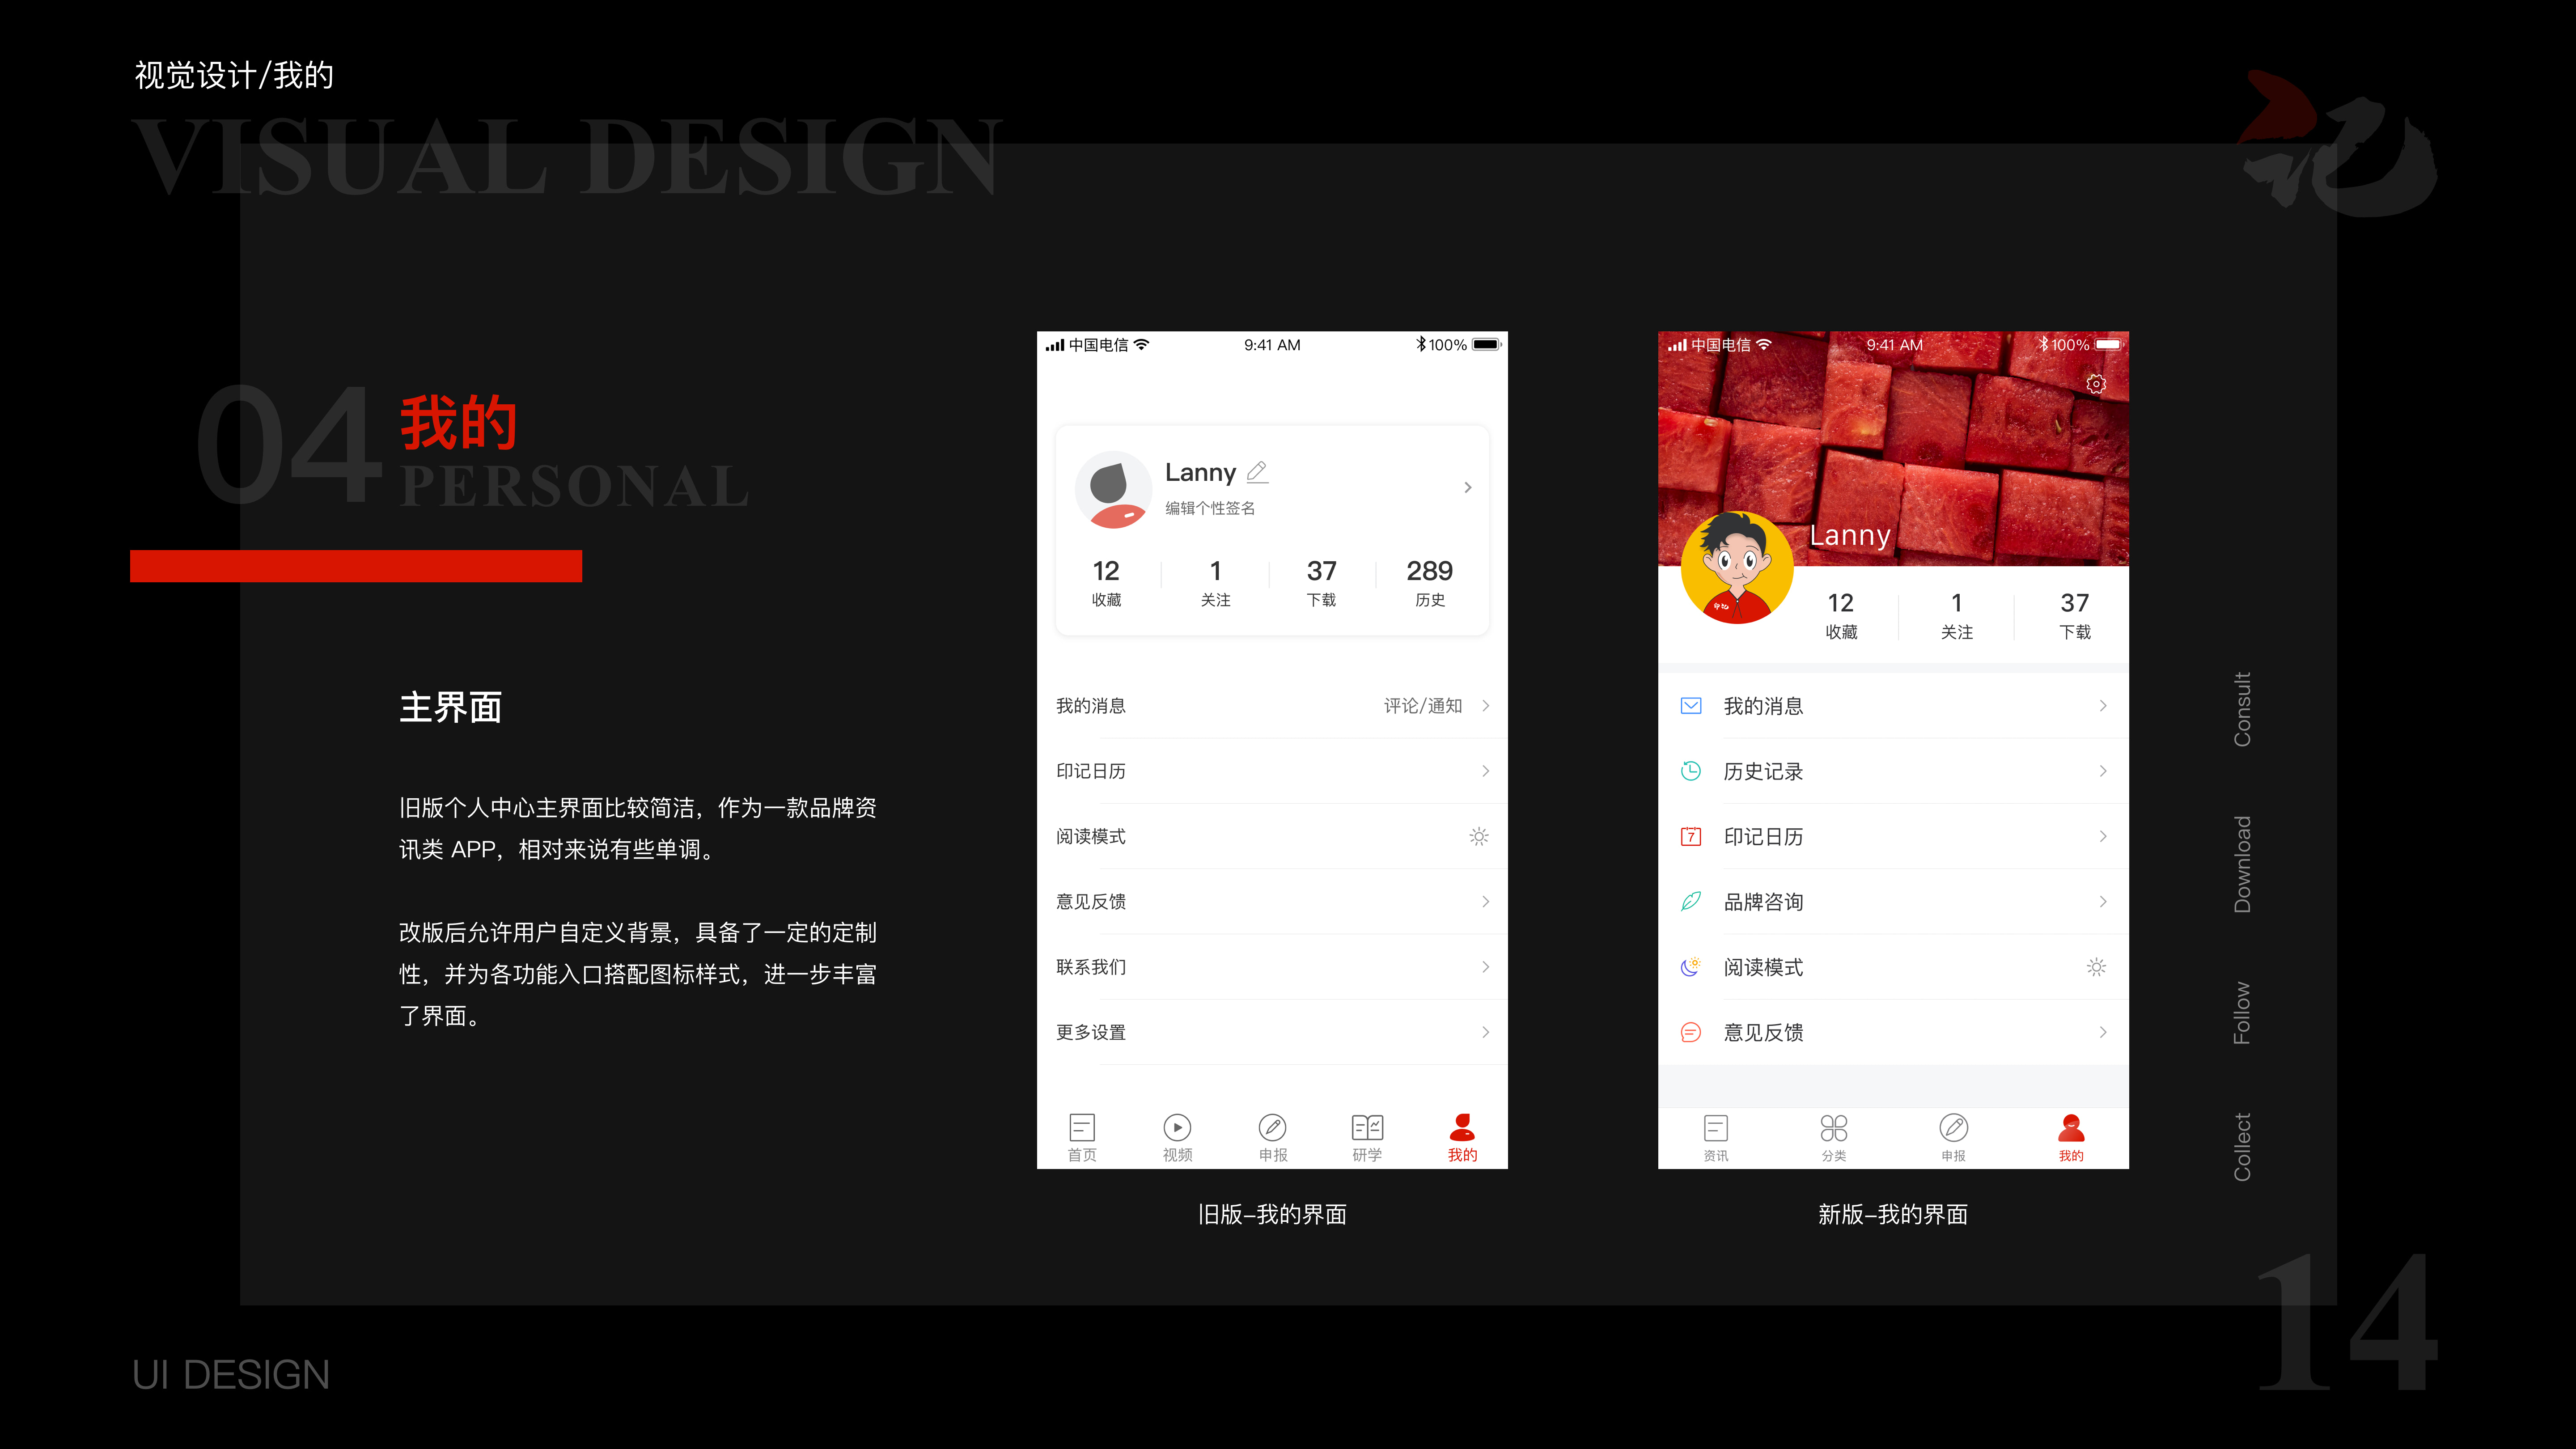 视觉设计/我的
VISUAL DESIGN
记
04
我的
PERSONAL
主界面
旧版个人中心主界面比较简洁，作为一款品牌资
讯类 APP，相对来说有些单调。
改版后允许用户自定义背景，具备了一定的定制
性，并为各功能入口搭配图标样式，进一步丰富
了界面。
中国电信 9:41 AM 100%
Lanny
编辑个性签名
12 1 37 289
收藏 关注 下载 历史
我的消息 评论/通知
印记日历
阅读模式
意见反馈
联系我们
更多设置
首页 视频 申报 研学 我的
旧版-我的界面
中国电信 9:41 AM 100%
Lanny
印记
12 1 37
收藏 关注 下载
我的消息
历史记录
7 印记日历
品牌咨询
阅读模式
意见反馈
资讯 分类 申报 我的
新版-我的界面
Consult
Download
Follow
Collect
UI DESIGN
14